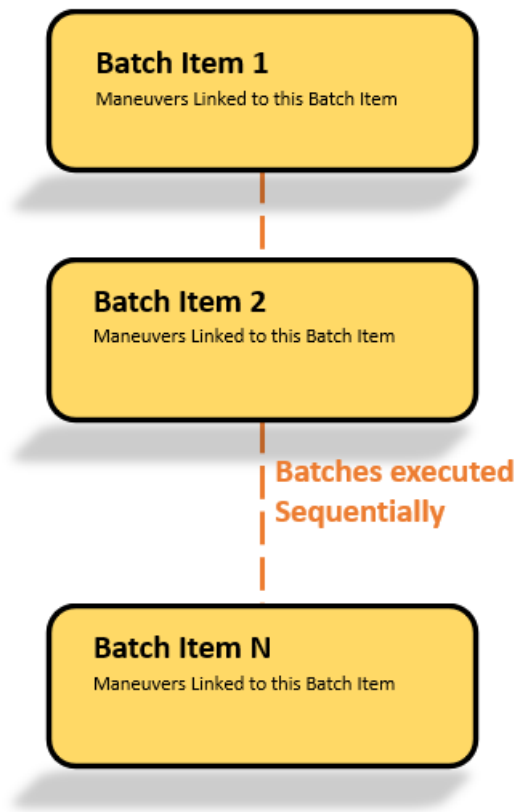 Batch Item 1
Maneuvers Linked to this Batch Item
Batch Item 2
Maneuvers Linked to this Batch Item
Batches executed
Sequentially
Batch Item N
Maneuvers Linked to this Batch Item